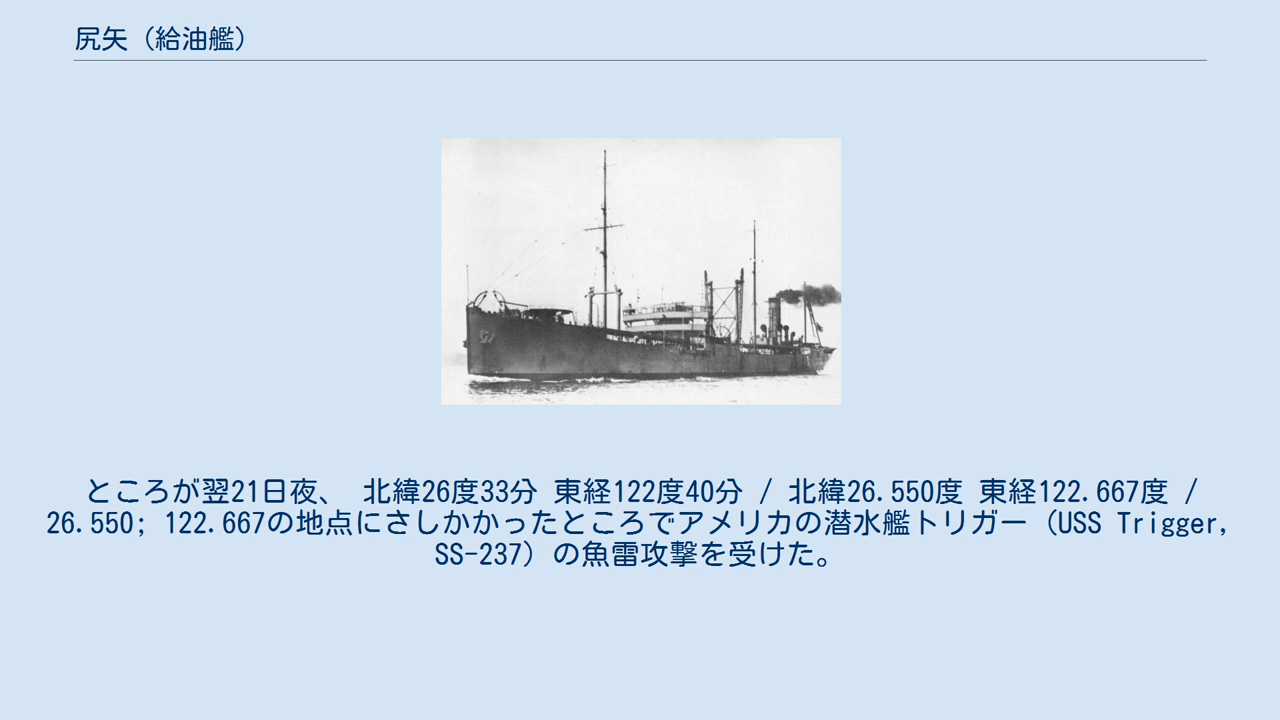 尻矢（給油艦）
ところが翌21日夜、 北緯26度33分 東経122度40分 / 北緯26.550度 東経122.667度 /
26.550; 122.667の地点にさしかかったところでアメリカの潜水艦トリガー（USS Trigger,
SS-237）の魚雷攻撃を受けた。